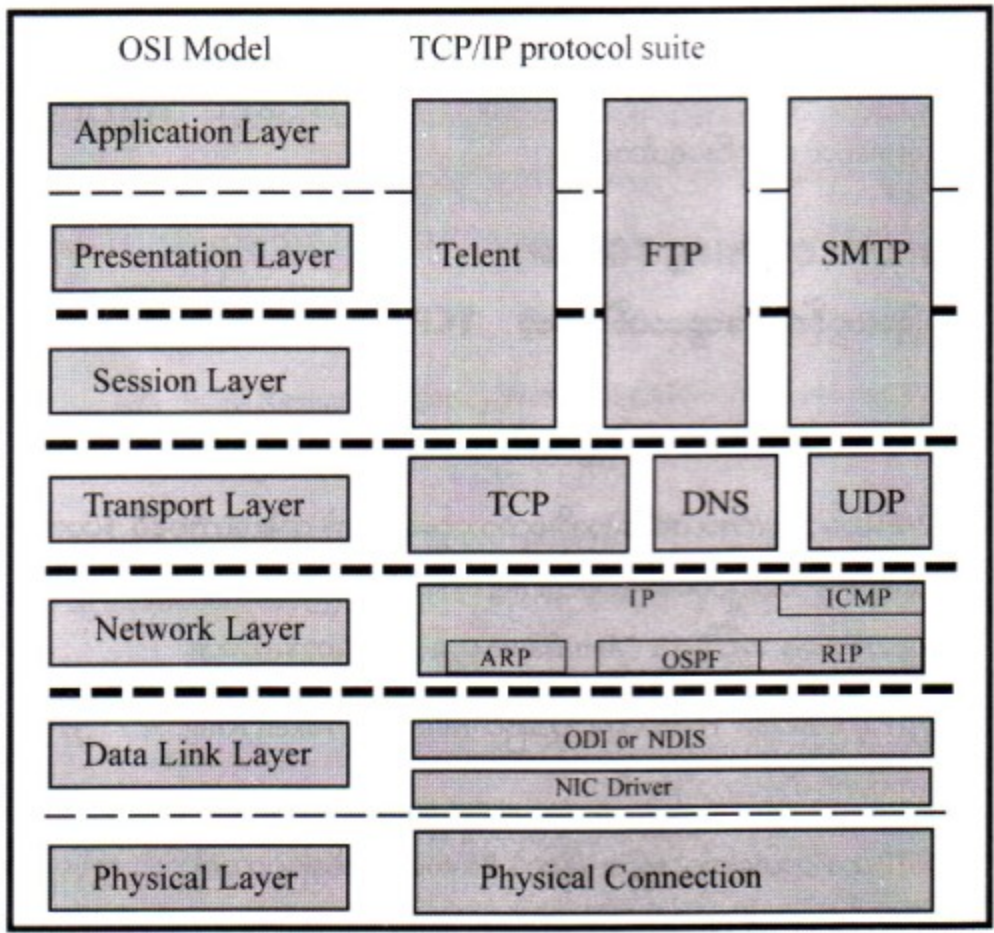 OSI Model TCP/IP protocol suite
Application Layer
Presentation Layer Telent FTP SMTP
Session Layer
Transport Layer TCP DNS UDP
Network Layer IP ICMP
ARP OSPF RIP
Data Link Layer ODI or NDIS
NIC Driver
Physical Layer Physical Connection